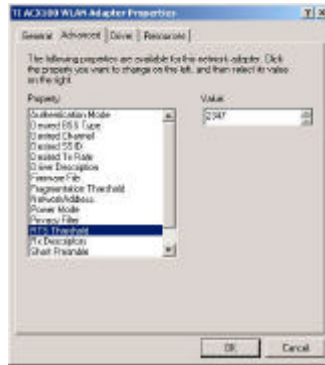 TI ACX100 WLAN Adapter Properties
General Advanced Driver Resources
The following properties are available for this network adapter. Click
the property you want to change on the left, and then select its value
on the right.
Property:
Value:
Authentication Mode
Desired BSS Type
Desired Channel
Desired SSID
Desired Tx Rate
Driver Description
Firmware File
Fragmentation Threshold
NetworkAddress
Power Mode
Privacy Filter
RTS Threshold
Rx Descriptors
Short Preamble
2347
OK Cancel